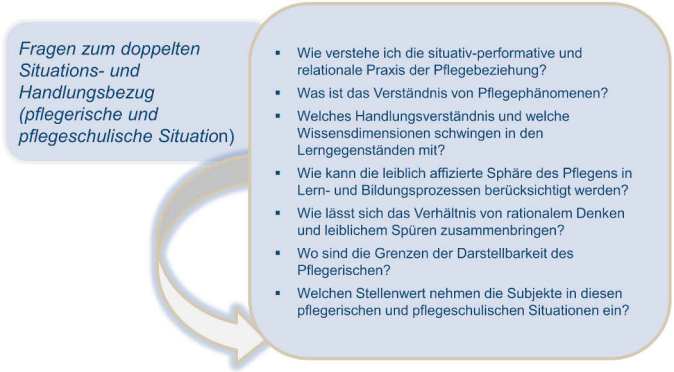 Fragen zum doppelten
Situations- und
Handlungsbezug
(pflegerische und
pflegeschulische Situation)
▪ Wie verstehe ich die situativ-performative und
relationale Praxis der Pflegebeziehung?
▪ Was ist das Verständnis von Pflegephänomenen?
▪ Welches Handlungsverständnis und welche
Wissensdimensionen schwingen in den
Lerngegenständen mit?
▪ Wie kann die leiblich affizierte Sphäre des Pflegens in
Lern- und Bildungsprozessen berücksichtigt werden?
▪ Wie lässt sich das Verhältnis von rationalem Denken
und leiblichem Spüren zusammenbringen?
▪ Wo sind die Grenzen der Darstellbarkeit des
Pflegerischen?
▪ Welchen Stellenwert nehmen die Subjekte in diesen
pflegerischen und pflegeschulischen Situationen ein?